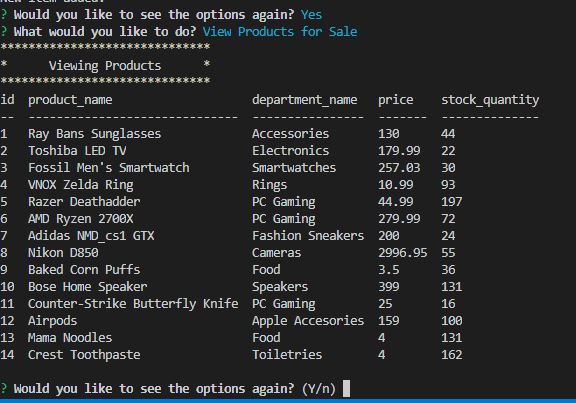 New item added.
? Would you like to see the options again? Yes
? What would you like to do? View Products for Sale
******************************
* Viewing Products *
******************************
id product_name department_name price stock_quantity
-- ------------------------------ ---------------- ------- --------------
1 Ray Bans Sunglasses Accessories 130 44
2 Toshiba LED TV Electronics 179.99 22
3 Fossil Men's Smartwatch Smartwatches 257.03 30
4 VNOX Zelda Ring Rings 10.99 93
5 Razer Deathadder PC Gaming 44.99 197
6 AMD Ryzen 2700X PC Gaming 279.99 72
7 Adidas NMD_cs1 GTX Fashion Sneakers 200 24
8 Nikon D850 Cameras 2996.95 55
9 Baked Corn Puffs Food 3.5 36
10 Bose Home Speaker Speakers 399 131
11 Counter-Strike Butterfly Knife PC Gaming 25 16
12 Airpods Apple Accesories 159 100
13 Mama Noodles Food 4 131
14 Crest Toothpaste Toiletries 4 162
? Would you like to see the options again? (Y/n)